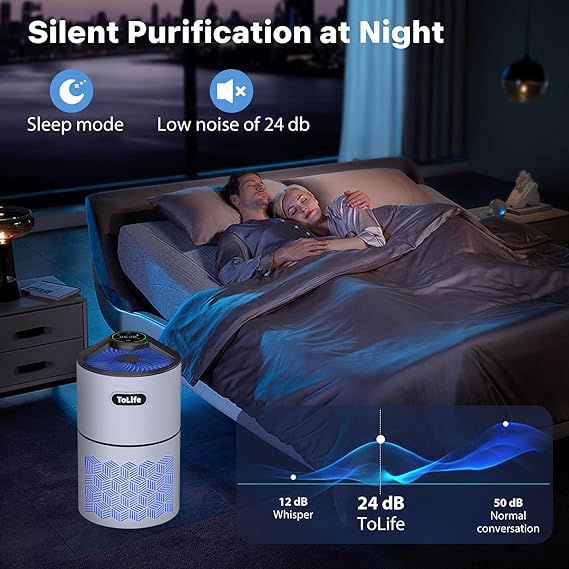 Silent Purification at Night
Sleep mode
Low noise of 24 db
ToLife
12 dB
Whisper
24 dB
ToLife
50 dB
Normal
conversation